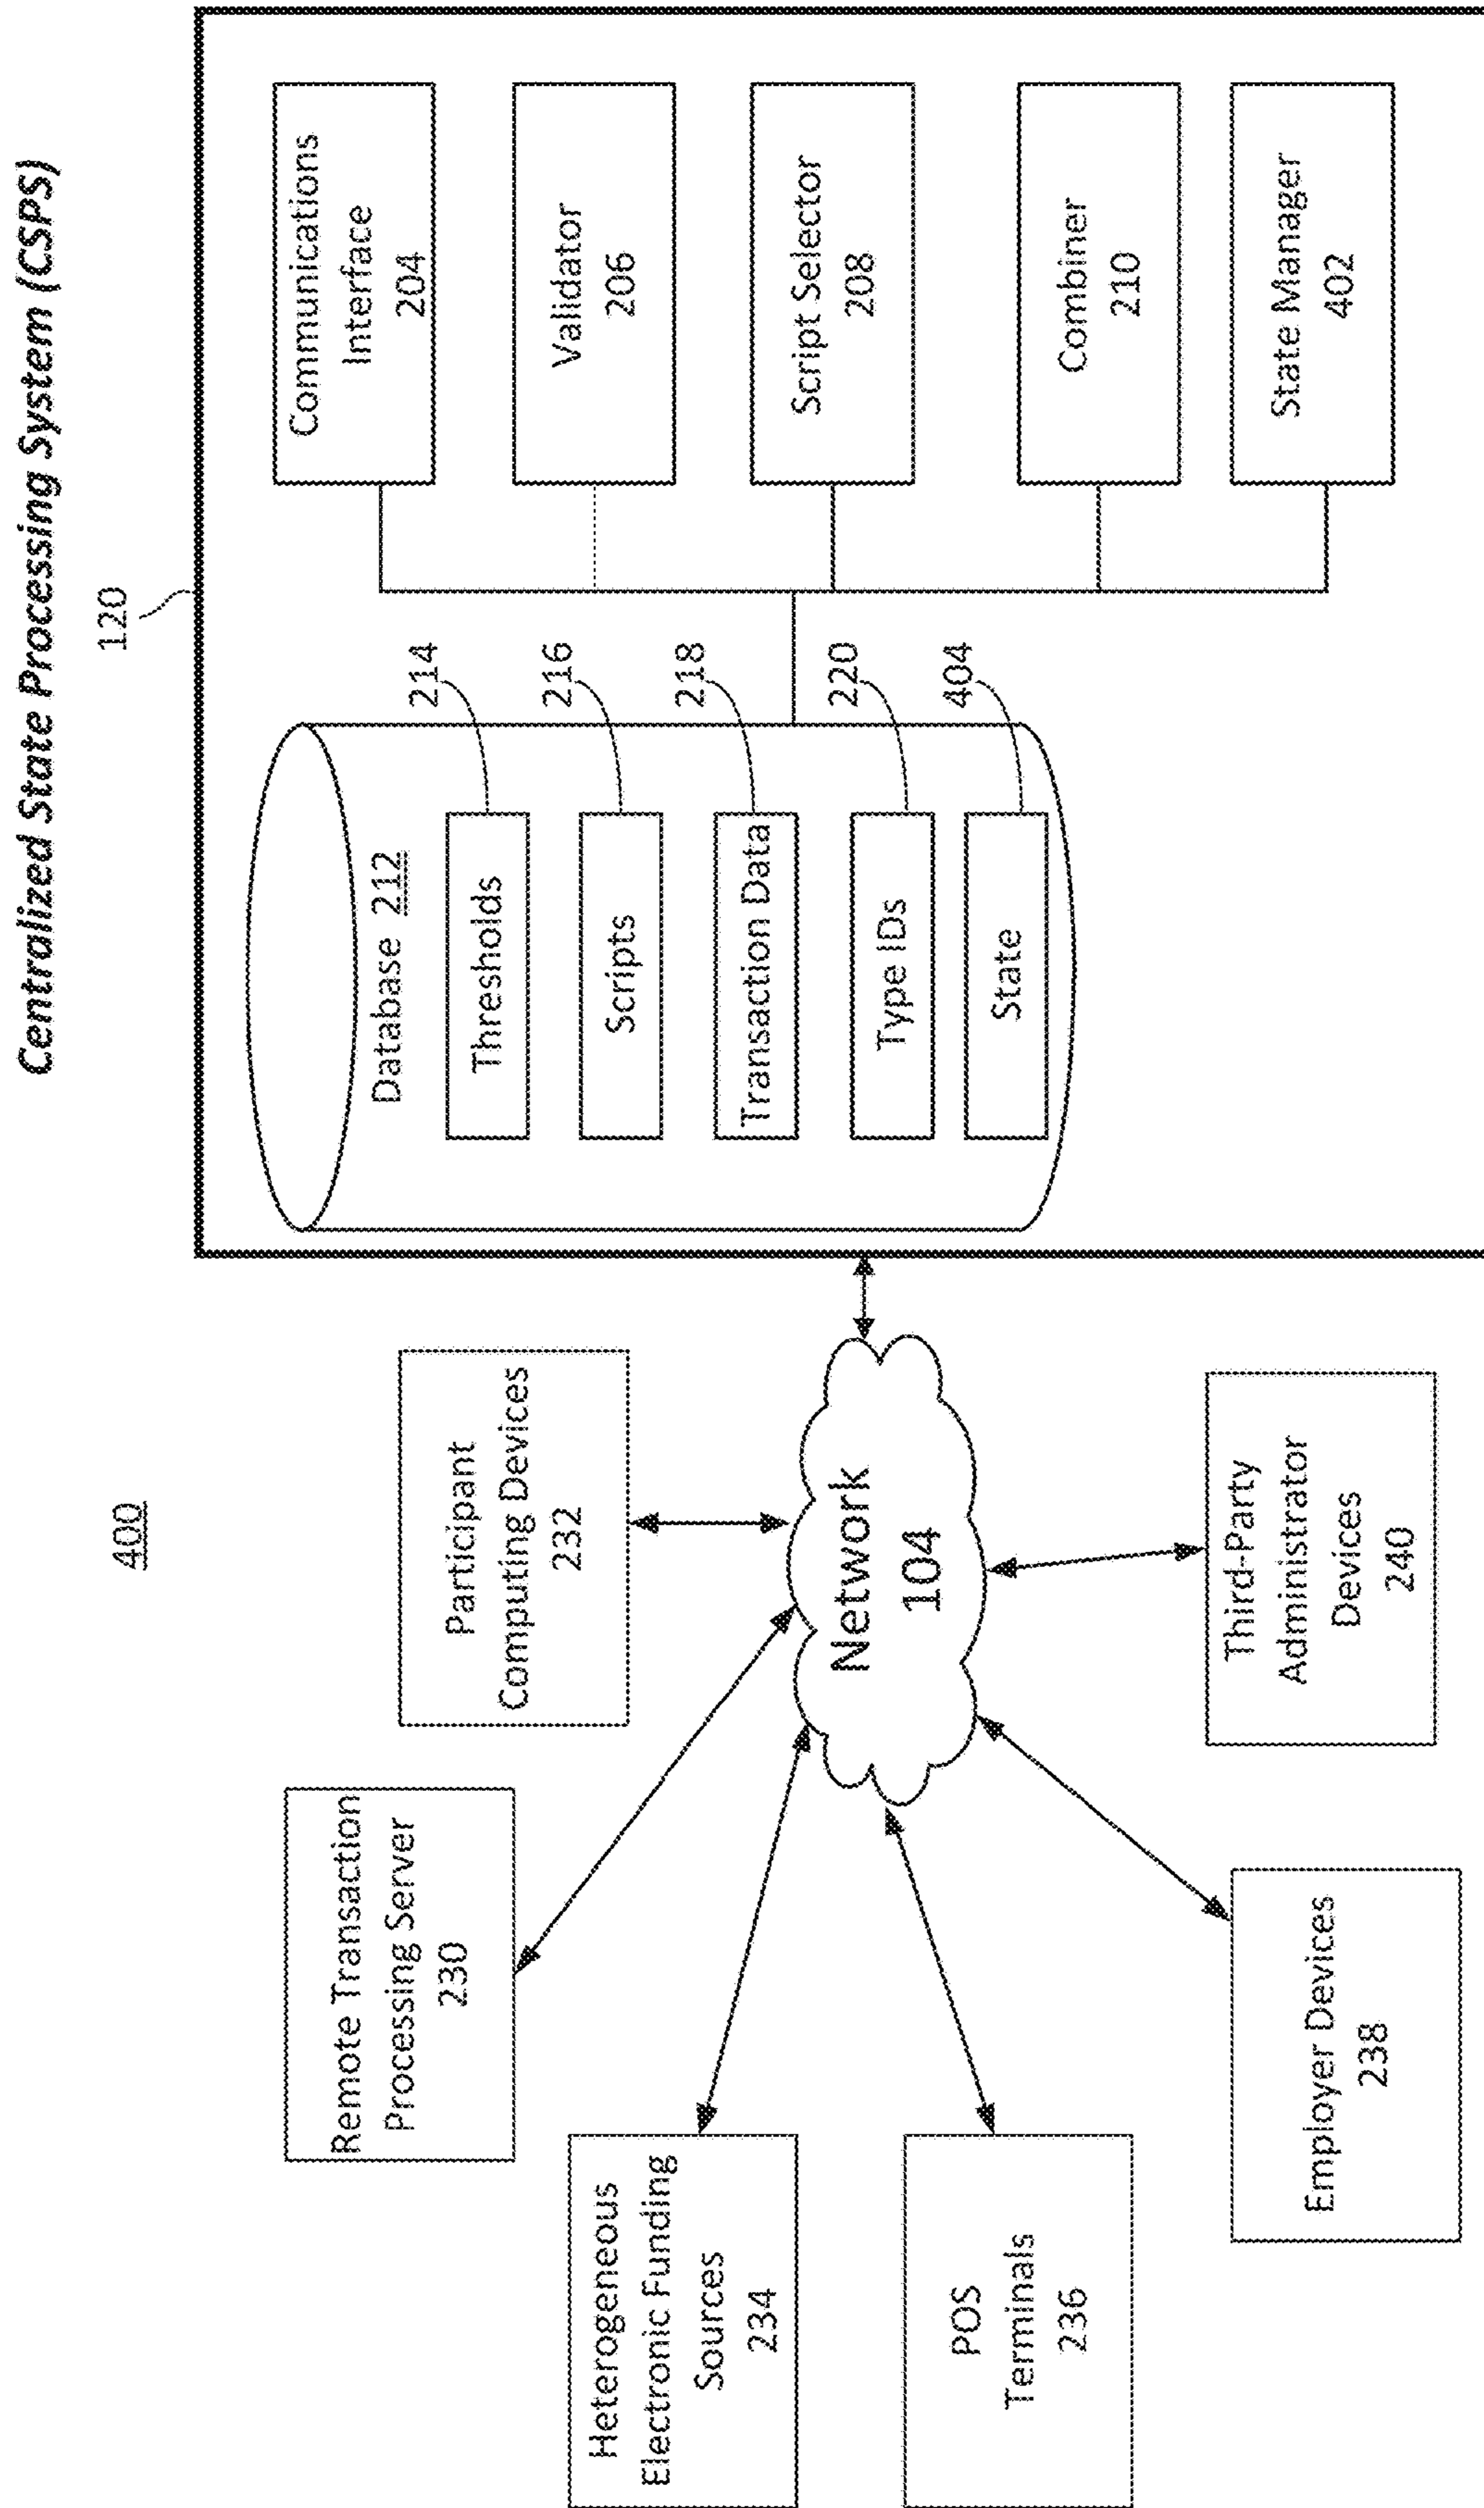 Centralized State Processing System (CSPS)
400
120
Remote Transaction
Processing Server
230
Participant
Computing Devices
232
Heterogeneous
Electronic Funding
Sources
234
Network
104
POS
Terminals
236
Employer Devices
238
Third-Party
Administrator
Devices
240
Database 212
Thresholds
214
Scripts
216
Transaction Data
218
Type IDs
220
State
404
Communications
Interface
204
Validator
206
Script Selector
208
Combiner
210
State Manager
402